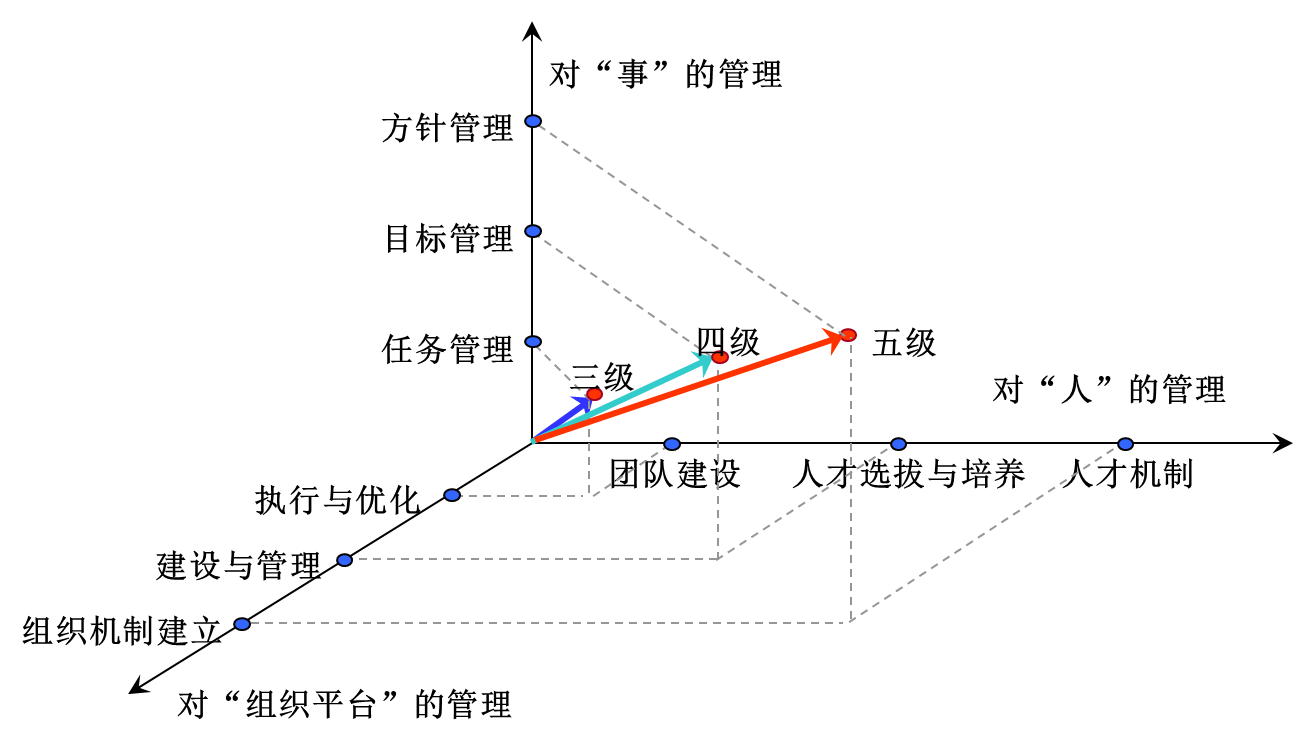 对“事”的管理
方针管理
目标管理
任务管理
四级
五级
三级
对“人”的管理
团队建设
人才选拔与培养
人才机制
执行与优化
建设与管理
组织机制建立
对“组织平台”的管理